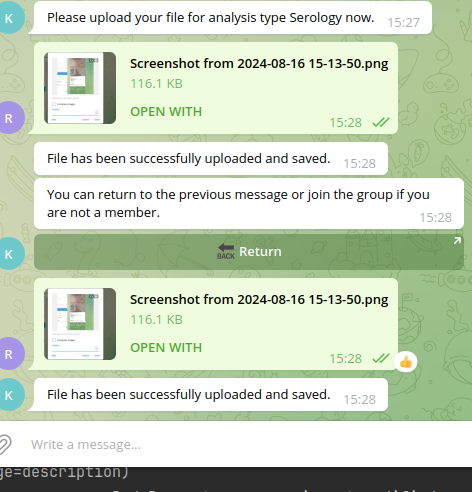 K
Please upload your file for analysis type Serology now. 15:27
Screenshot from 2024-08-16 15-13-50.png
116.1 KB
OPEN WITH
R
15:28
File has been successfully uploaded and saved. 15:28
You can return to the previous message or join the group if you
are not a member.
15:28
K
BACK Return
Screenshot from 2024-08-16 15-13-50.png
116.1 KB
OPEN WITH
R
15:28
K
File has been successfully uploaded and saved. 15:28
Write a message...
ge=description)